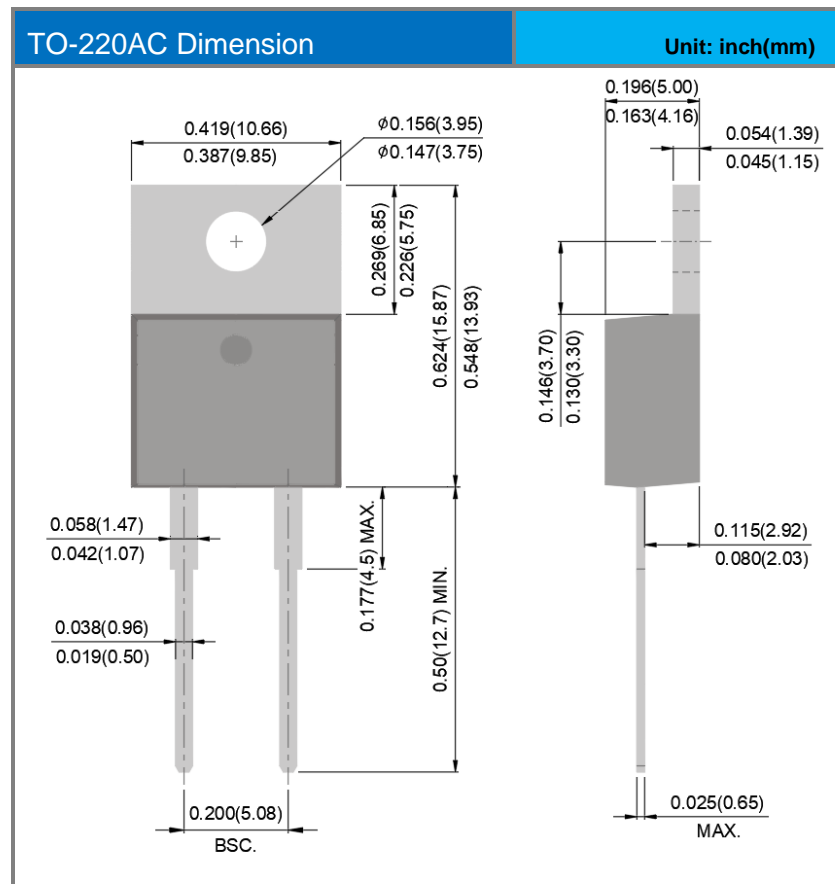 TO-220AC Dimension
Unit: inch(mm)
0.419(10.66)
0.387(9.85)
ϕ0.156(3.95)
ϕ0.147(3.75)
0.196(5.00)
0.163(4.16)
0.054(1.39)
0.045(1.15)
0.269(6.85)
0.226(5.75)
0.624(15.87)
0.548(13.93)
0.146(3.70)
0.130(3.30)
0.058(1.47)
0.042(1.07)
0.177(4.5) MAX.
0.50(12.7) MIN.
0.115(2.92)
0.080(2.03)
0.038(0.96)
0.019(0.50)
0.200(5.08)
BSC.
0.025(0.65)
MAX.